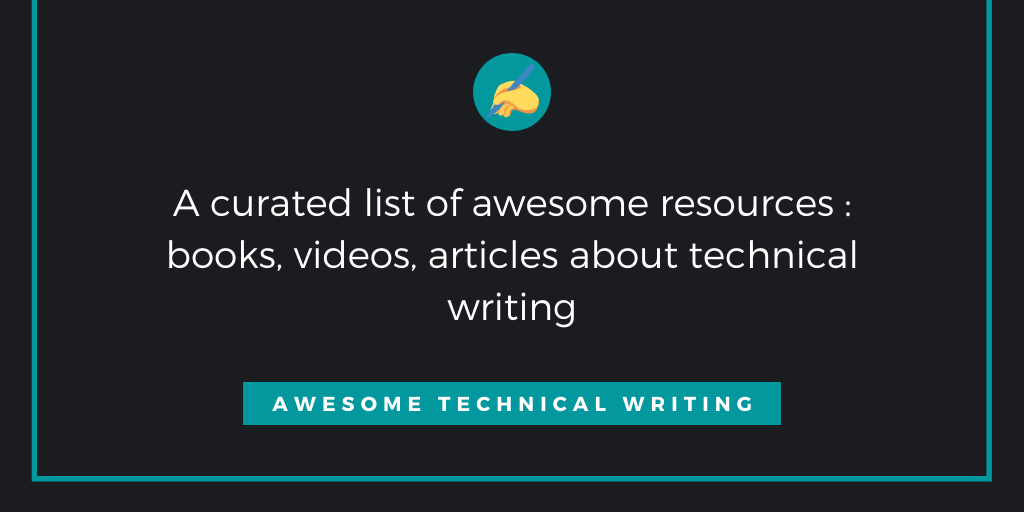 A curated list of awesome resources :
books, videos, articles about technical
writing
AWESOME TECHNICAL WRITING